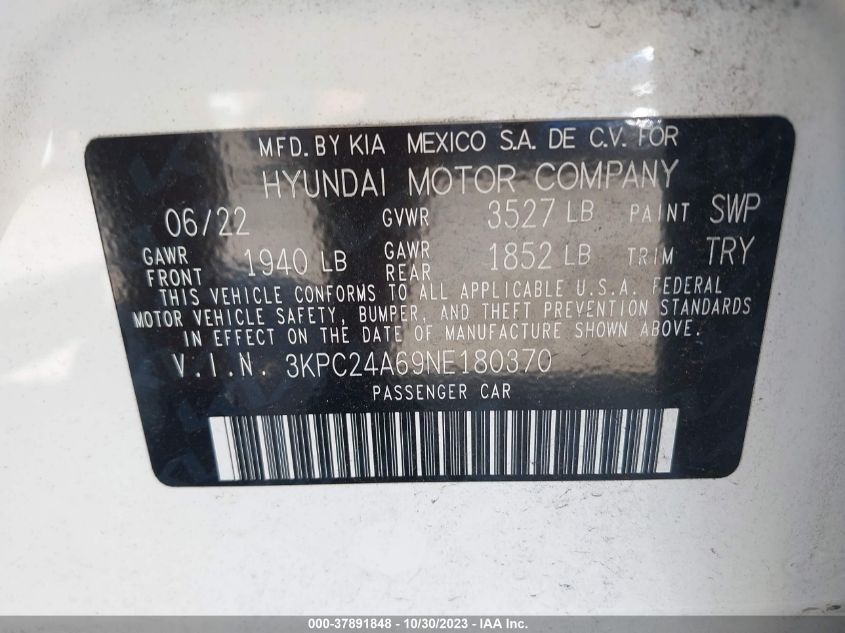 MFD. BY KIA MEXICO S.A. DE C.V. FOR
HYUNDAI MOTOR COMPANY
06/22 GVWR 3527 LB PAINT SWP
GAWR FRONT 1940 LB GAWR REAR 1852 LB TRIM TRY
THIS VEHICLE CONFORMS TO ALL APPLICABLE U.S.A. FEDERAL
MOTOR VEHICLE SAFETY, BUMPER, AND THEFT PREVENTION STANDARDS
IN EFFECT ON THE DATE OF MANUFACTURE SHOWN ABOVE.
V.I.N. 3KPC24A69NE180370
PASSENGER CAR
000-37891848 - 10/30/2023 - IAA Inc.